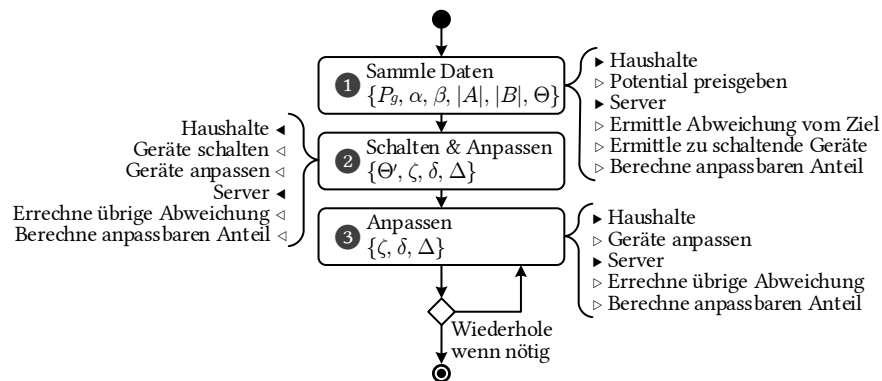 1 Sammle Daten
{P_g, α, β, |A|, |B|, Θ}
▸ Haushalte
▹ Potential preisgeben
▸ Server
▹ Ermittle Abweichung vom Ziel
▹ Ermittle zu schaltende Geräte
▹ Berechne anpassbaren Anteil
Haushalte ◂
Geräte schalten ◃
Geräte anpassen ◃
Server ◂
Errechne übrige Abweichung ◃
Berechne anpassbaren Anteil ◃
2 Schalten & Anpassen
{Θ′, ζ, δ, Δ}
3 Anpassen
{ζ, δ, Δ}
▸ Haushalte
▹ Geräte anpassen
▸ Server
▹ Errechne übrige Abweichung
▹ Berechne anpassbaren Anteil
Wiederhole
wenn nötig